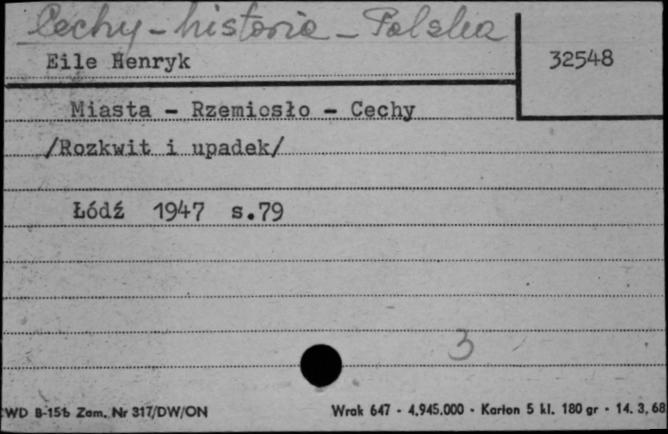 Cechy - historia - Polska
Eile Henryk
32548
Miasta - Rzemiosło - Cechy
/Rozkwit i upadek/
Łódź 1947 s.79
3
WD B-15b Zam. Nr 317/DW/ON
Wrak 647 - 4.945.000 - Karton 5 kl. 180 gr - 14. 3. 68